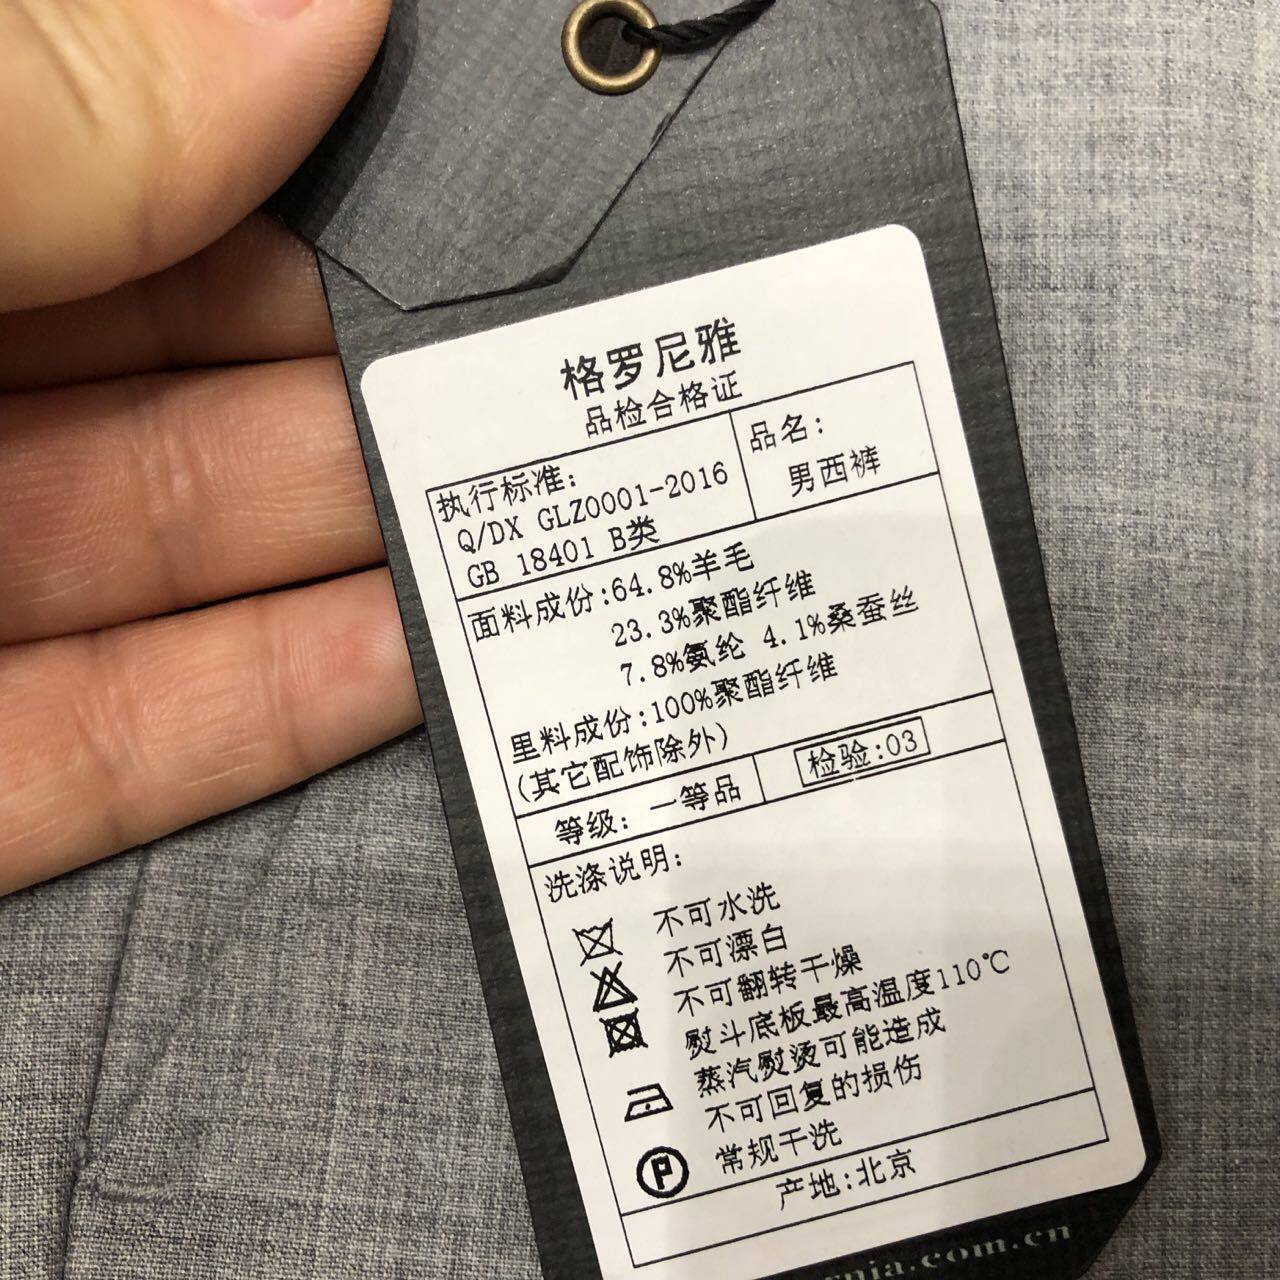 格罗尼雅
品检合格证
执行标准:
Q/DX GLZ0001-2016
GB 18401 B类
品名:
男西裤
面料成份:64.8%羊毛
23.3%聚酯纤维
7.8%氨纶 4.1%桑蚕丝
里料成份:100%聚酯纤维
(其它配饰除外)
等级: 一等品
检验:03
洗涤说明:
不可水洗
不可漂白
不可翻转干燥
熨斗底板最高温度110℃
蒸汽熨烫可能造成
不可回复的损伤
P
常规干洗
产地:北京
rnia.com.cn